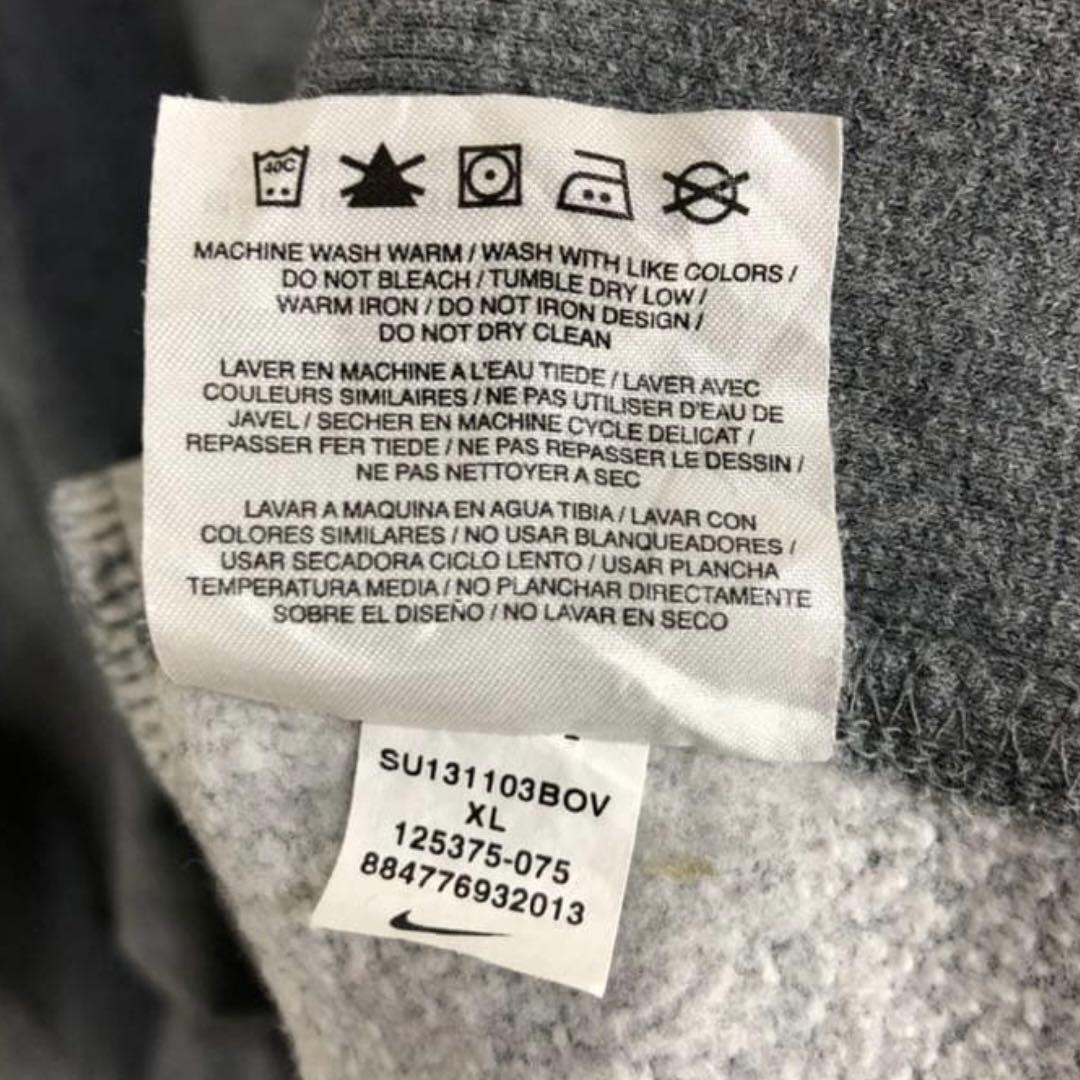 40C
MACHINE WASH WARM / WASH WITH LIKE COLORS /
DO NOT BLEACH / TUMBLE DRY LOW /
WARM IRON / DO NOT IRON DESIGN /
DO NOT DRY CLEAN
LAVER EN MACHINE A L'EAU TIEDE / LAVER AVEC
COULEURS SIMILAIRES / NE PAS UTILISER D'EAU DE
JAVEL / SECHER EN MACHINE CYCLE DELICAT /
REPASSER FER TIEDE / NE PAS REPASSER LE DESSIN /
NE PAS NETTOYER A SEC
LAVAR A MAQUINA EN AGUA TIBIA / LAVAR CON
COLORES SIMILARES / NO USAR BLANQUEADORES /
USAR SECADORA CICLO LENTO / USAR PLANCHA
TEMPERATURA MEDIA / NO PLANCHAR DIRECTAMENTE
SOBRE EL DISEÑO / NO LAVAR EN SECO
SU131103BOV
XL
125375-075
884776932013